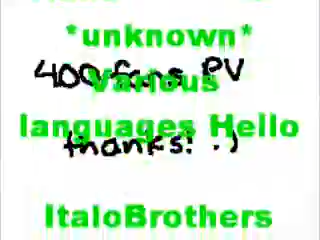 *unknown*
400 fans PV
Various
languages Hello
thanks! :)
ItaloBrothers